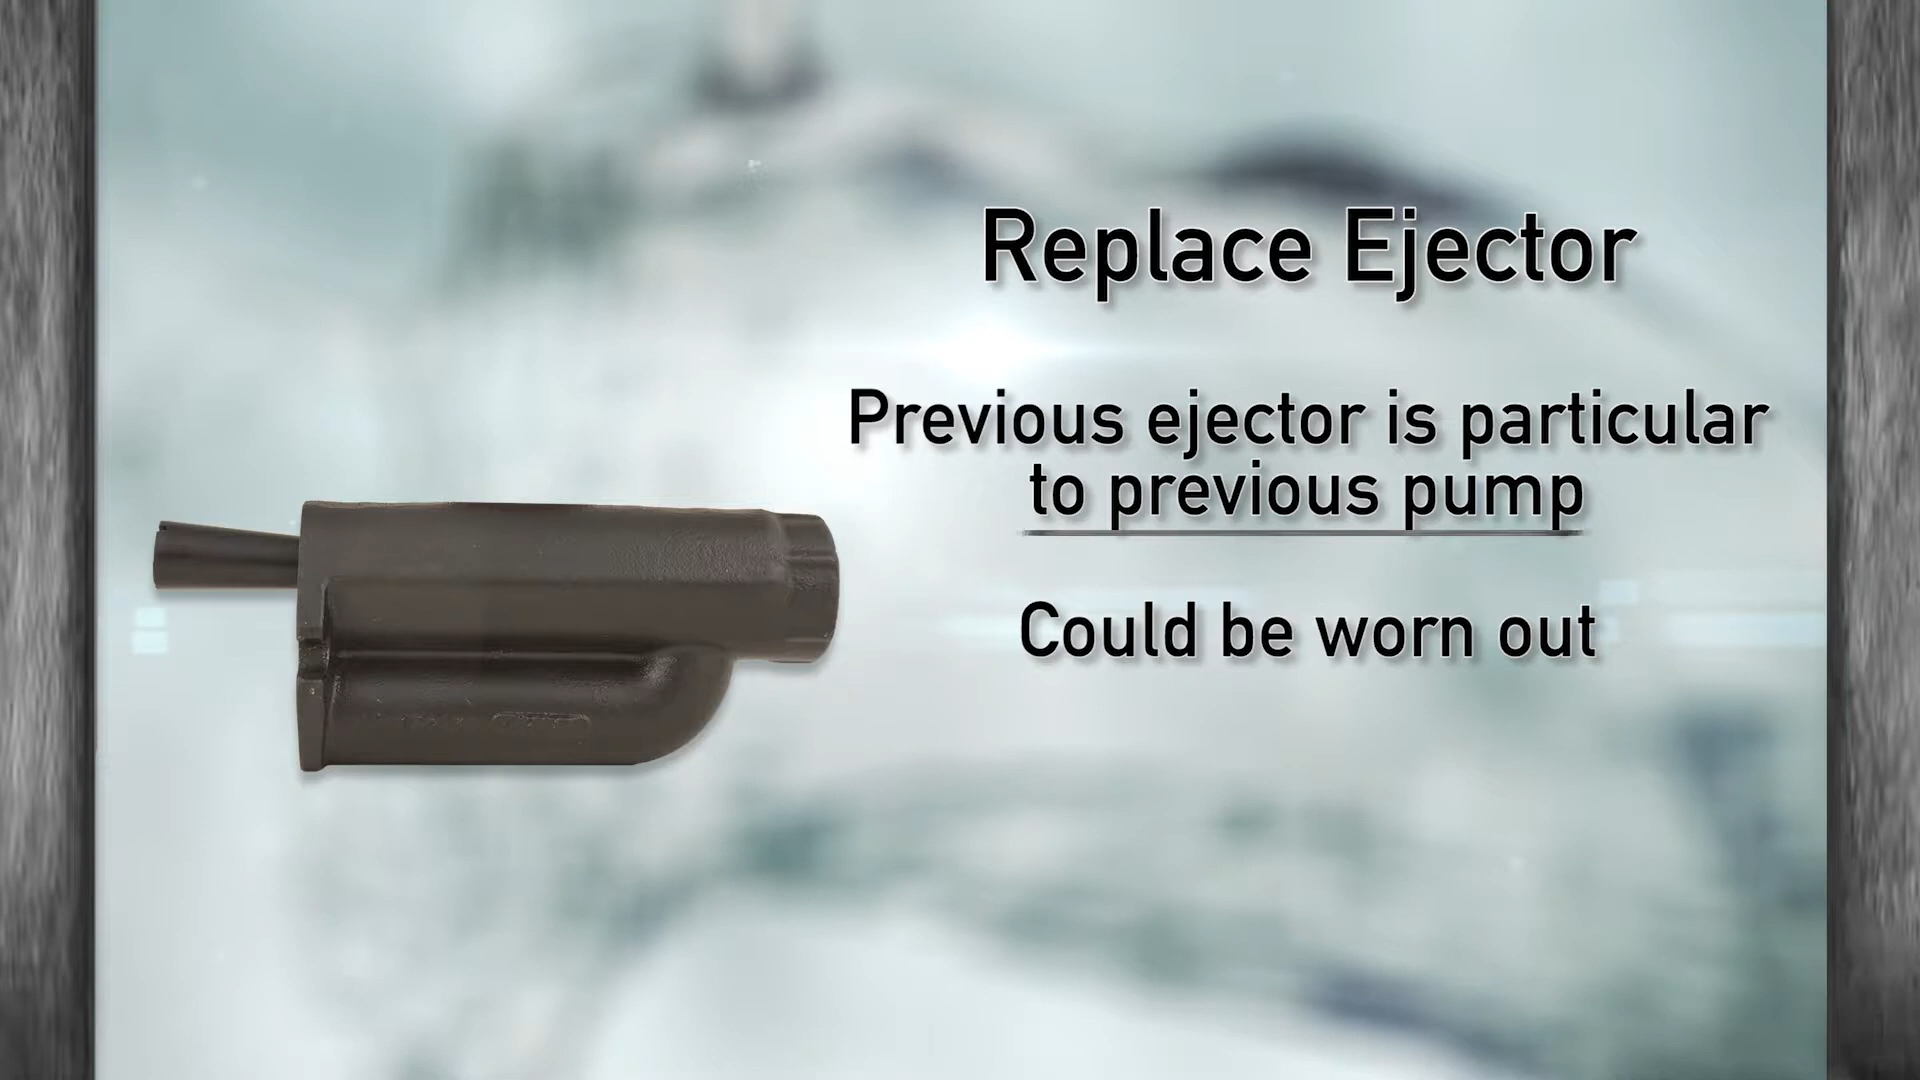 Replace Ejector
Previous ejector is particular
to previous pump
Could be worn out